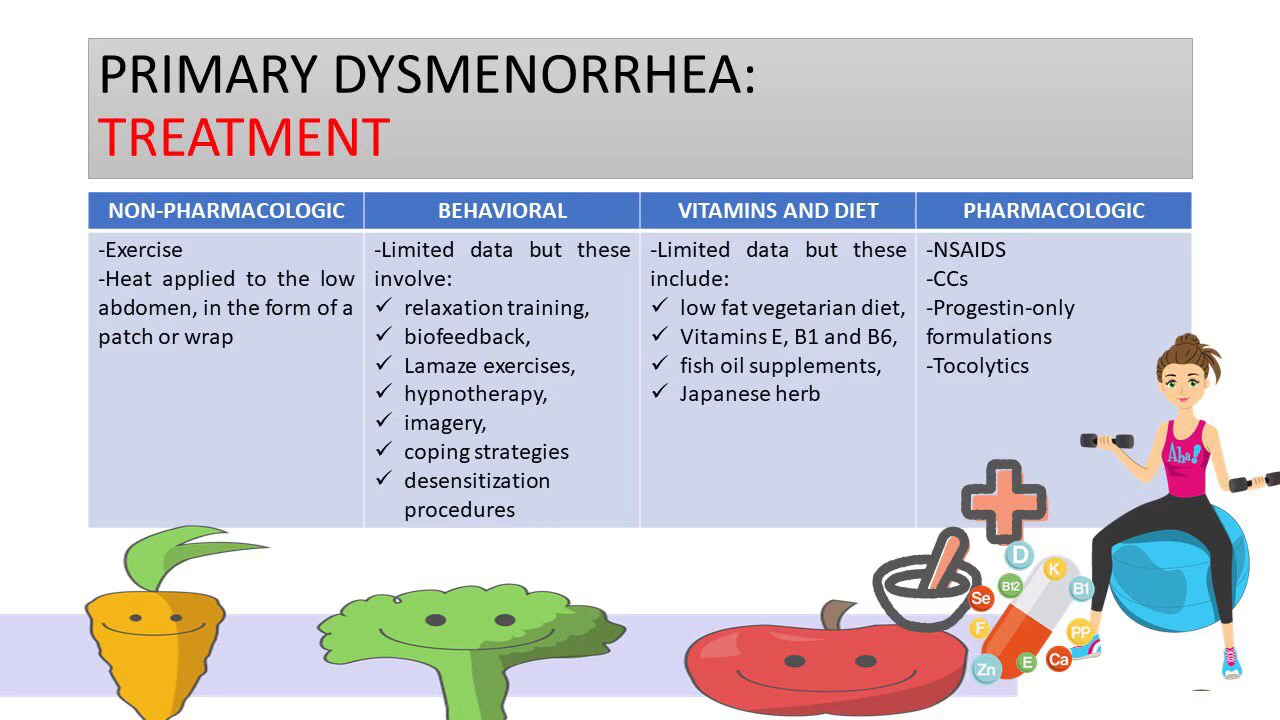 PRIMARY DYSMENORRHEA:
TREATMENT
NON-PHARMACOLOGIC
-Exercise
-Heat applied to the low
abdomen, in the form of a
patch or wrap
BEHAVIORAL
-Limited data but these
involve:
✓ relaxation training,
✓ biofeedback,
✓ Lamaze exercises,
✓ hypnotherapy,
✓ imagery,
✓ coping strategies
✓ desensitization
procedures
VITAMINS AND DIET
-Limited data but these
include:
✓ low fat vegetarian diet,
✓ Vitamins E, B1 and B6,
✓ fish oil supplements,
✓ Japanese herb
PHARMACOLOGIC
-NSAIDS
-CCs
-Progestin-only
formulations
-Tocolytics
Aha!
D
K
B12
B1
Se
F
PP
Zn
E
Ca